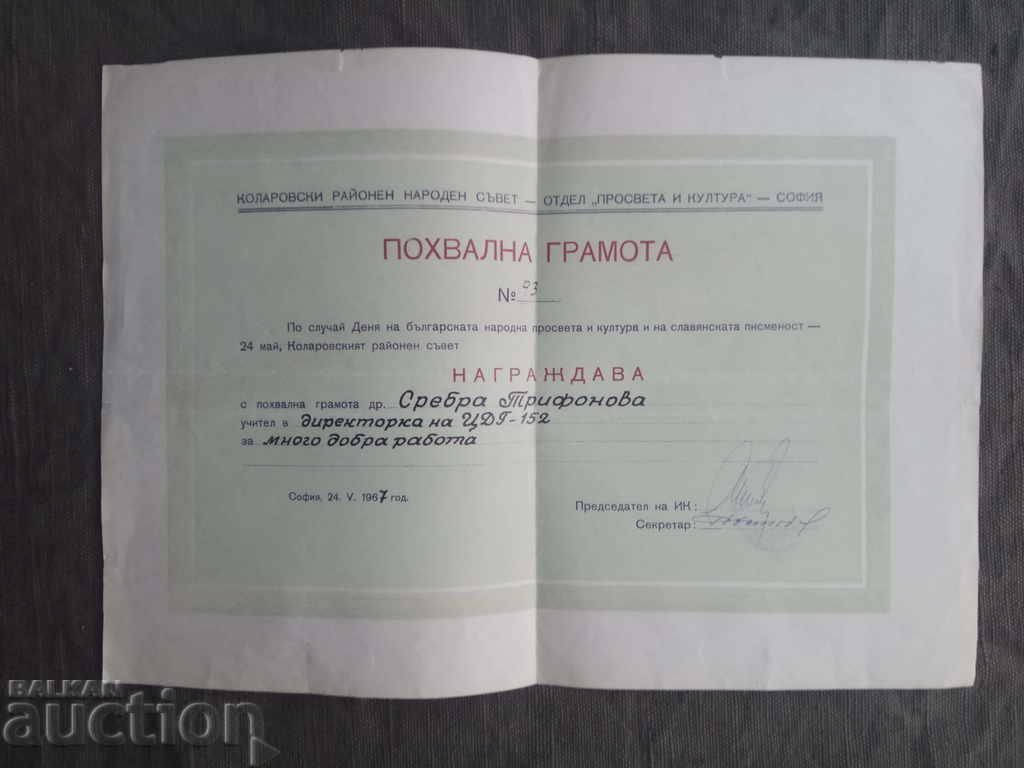 КОЛАРОВСКИ РАЙОНЕН НАРОДЕН СЪВЕТ — ОТДЕЛ „ПРОСВЕТА И КУЛТУРА“ — СОФИЯ
ПОХВАЛНА ГРАМОТА
№ 03
По случай Деня на българската народна просвета и култура и на славянската писменост —
24 май, Коларовският районен съвет
НАГРАЖДАВА
с похвална грамота др. Сребра Трифонова
учител в директорка на ЦДГ-152
за много добра работа
София, 24. V. 1967 год.
Председател на ИК:
Секретар:
BALKAN
auction